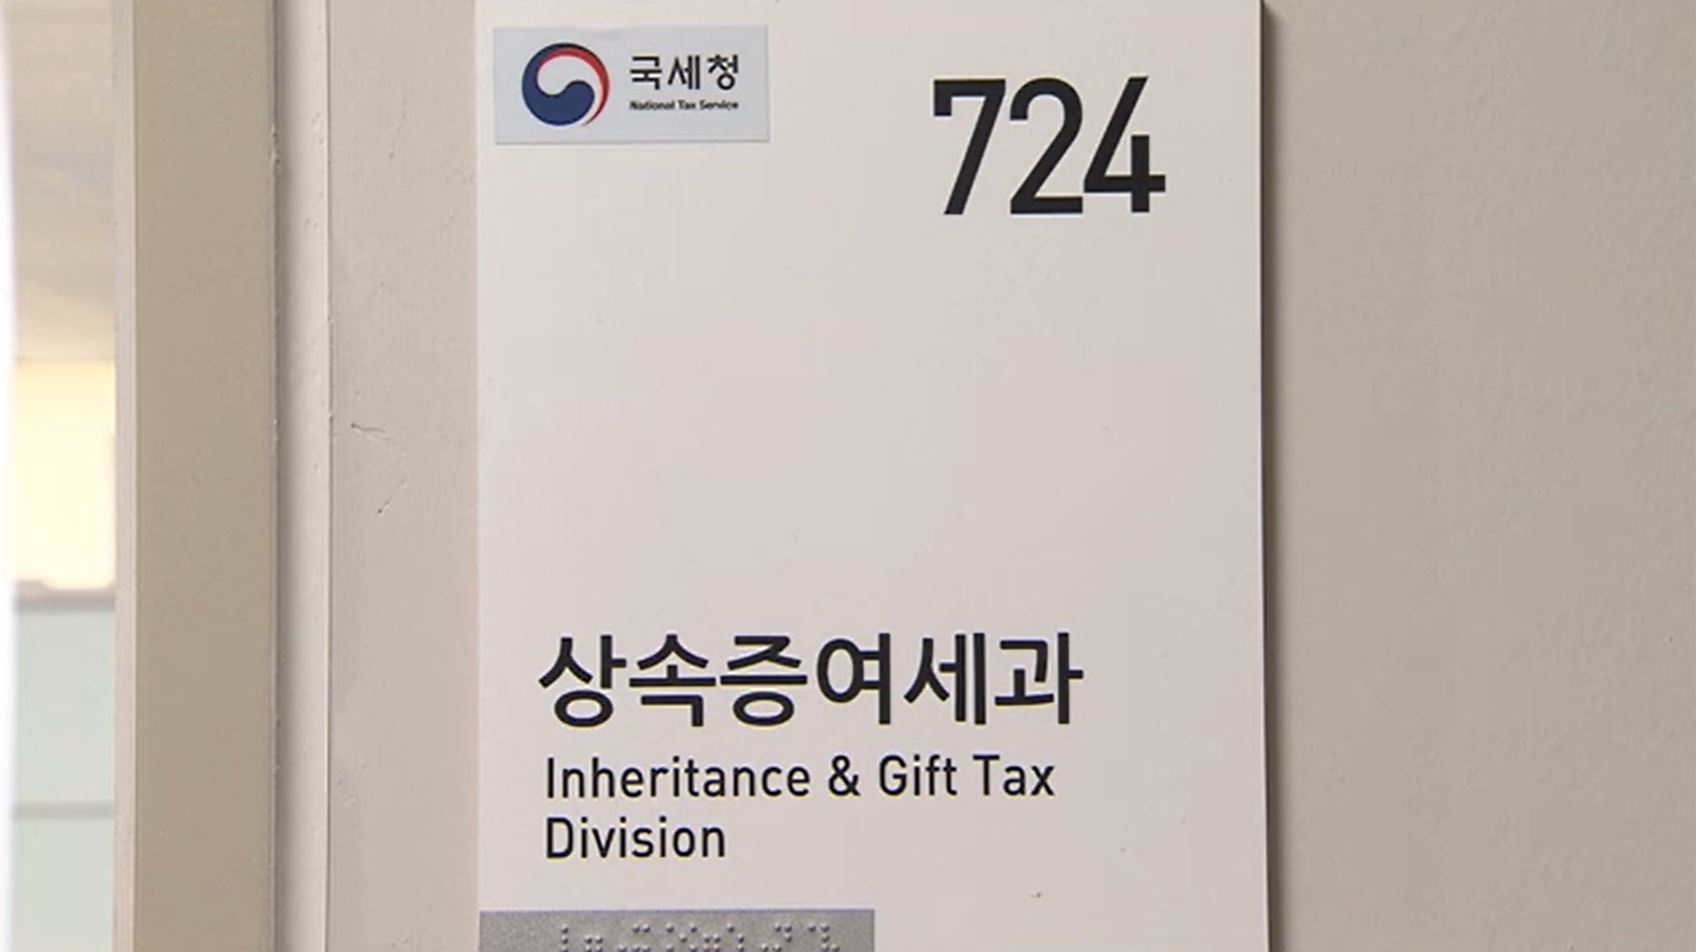 국세청
National Tax Service
724
상속증여세과
Inheritance & Gift Tax
Division